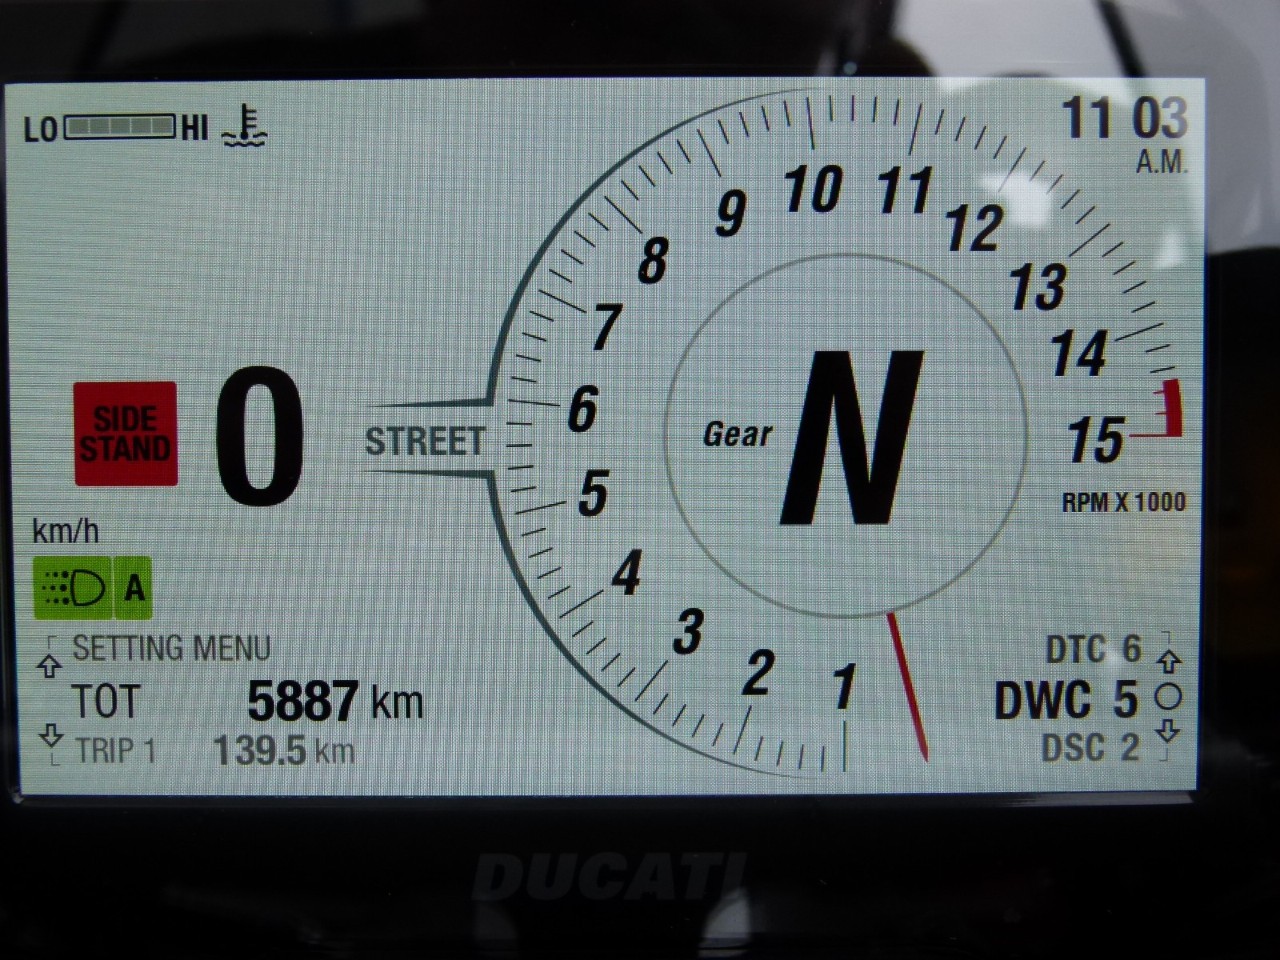 LO HI
11 03
A.M.
10 11
9 12
8 13
7 14
6
SIDE
STAND
0
STREET
Gear N
15
5
RPM X 1000
km/h
A
4
3
2 1
SETTING MENU
TOT 5887 km
TRIP 1 139.5 km
DTC 6
DWC 5
DSC 2
DUCATI